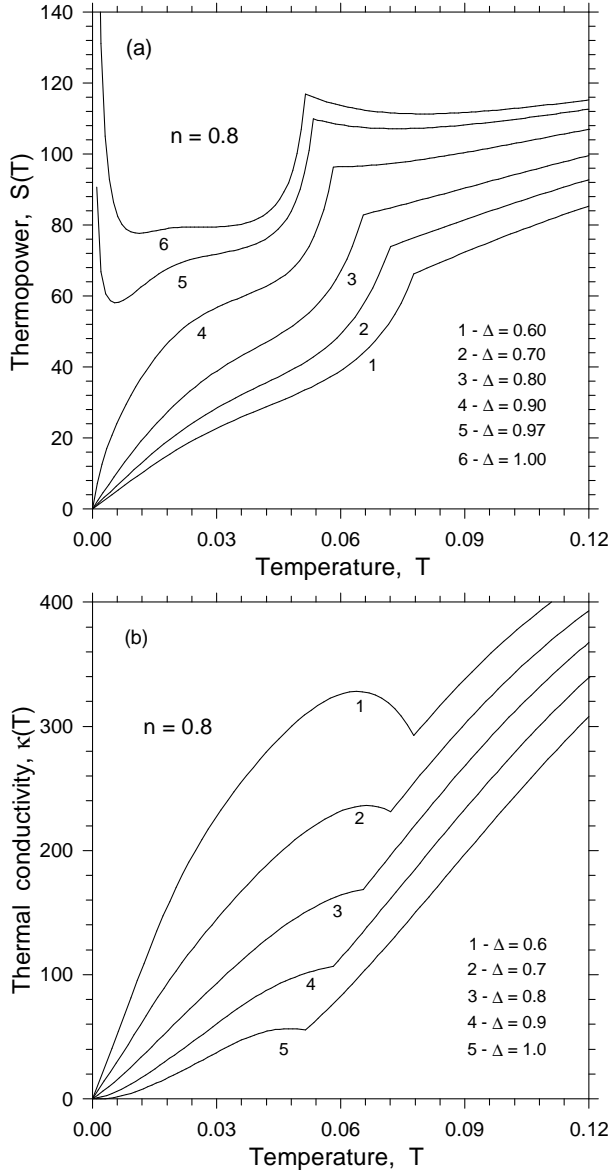 140
(a)
120
n = 0.8
100
80
60
40
20
0
6
5
4
3
2
1
1 - Δ = 0.60
2 - Δ = 0.70
3 - Δ = 0.80
4 - Δ = 0.90
5 - Δ = 0.97
6 - Δ = 1.00
Thermopower, S(T)
0.00 0.03 0.06 0.09 0.12
Temperature, T
400
(b)
300
n = 0.8
200
100
0
1
2
3
4
5
1 - Δ = 0.6
2 - Δ = 0.7
3 - Δ = 0.8
4 - Δ = 0.9
5 - Δ = 1.0
Thermal conductivity, κ(T)
0.00 0.03 0.06 0.09 0.12
Temperature, T